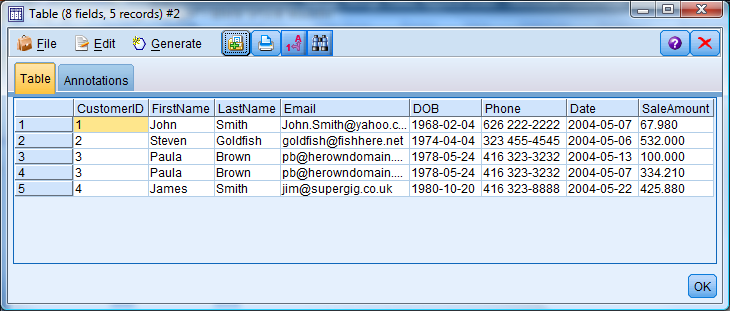 Table (8 fields, 5 records) #2
File Edit Generate
Table Annotations
CustomerID FirstName LastName Email DOB Phone Date SaleAmount
1 1 John Smith John.Smith@yahoo.c... 1968-02-04 626 222-2222 2004-05-07 67.980
2 2 Steven Goldfish goldfish@fishhere.net 1974-04-04 323 455-4545 2004-05-06 532.000
3 3 Paula Brown pb@herowndomain.... 1978-05-24 416 323-3232 2004-05-13 100.000
4 3 Paula Brown pb@herowndomain.... 1978-05-24 416 323-3232 2004-05-07 334.210
5 4 James Smith jim@supergig.co.uk 1980-10-20 416 323-8888 2004-05-22 425.880
OK